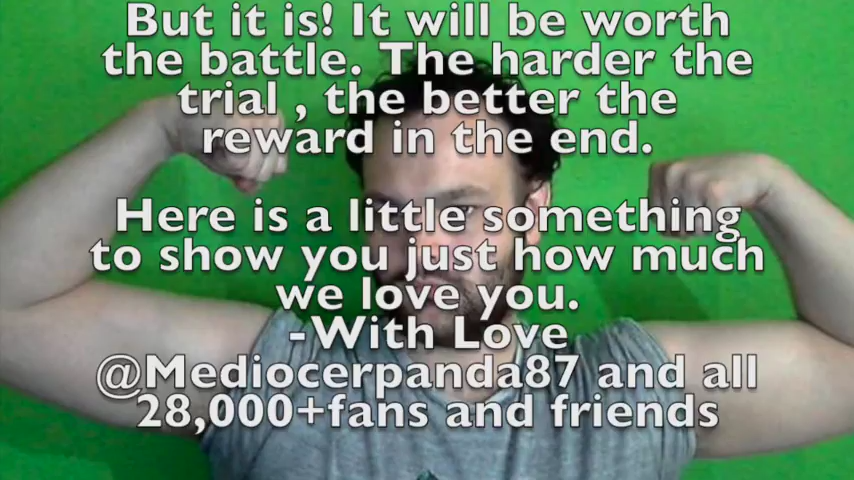 But it is! It will be worth
the battle. The harder the
trial , the better the
reward in the end.
Here is a little something
to show you just how much
we love you.
-With Love
@Mediocerpanda87 and all
28,000+fans and friends